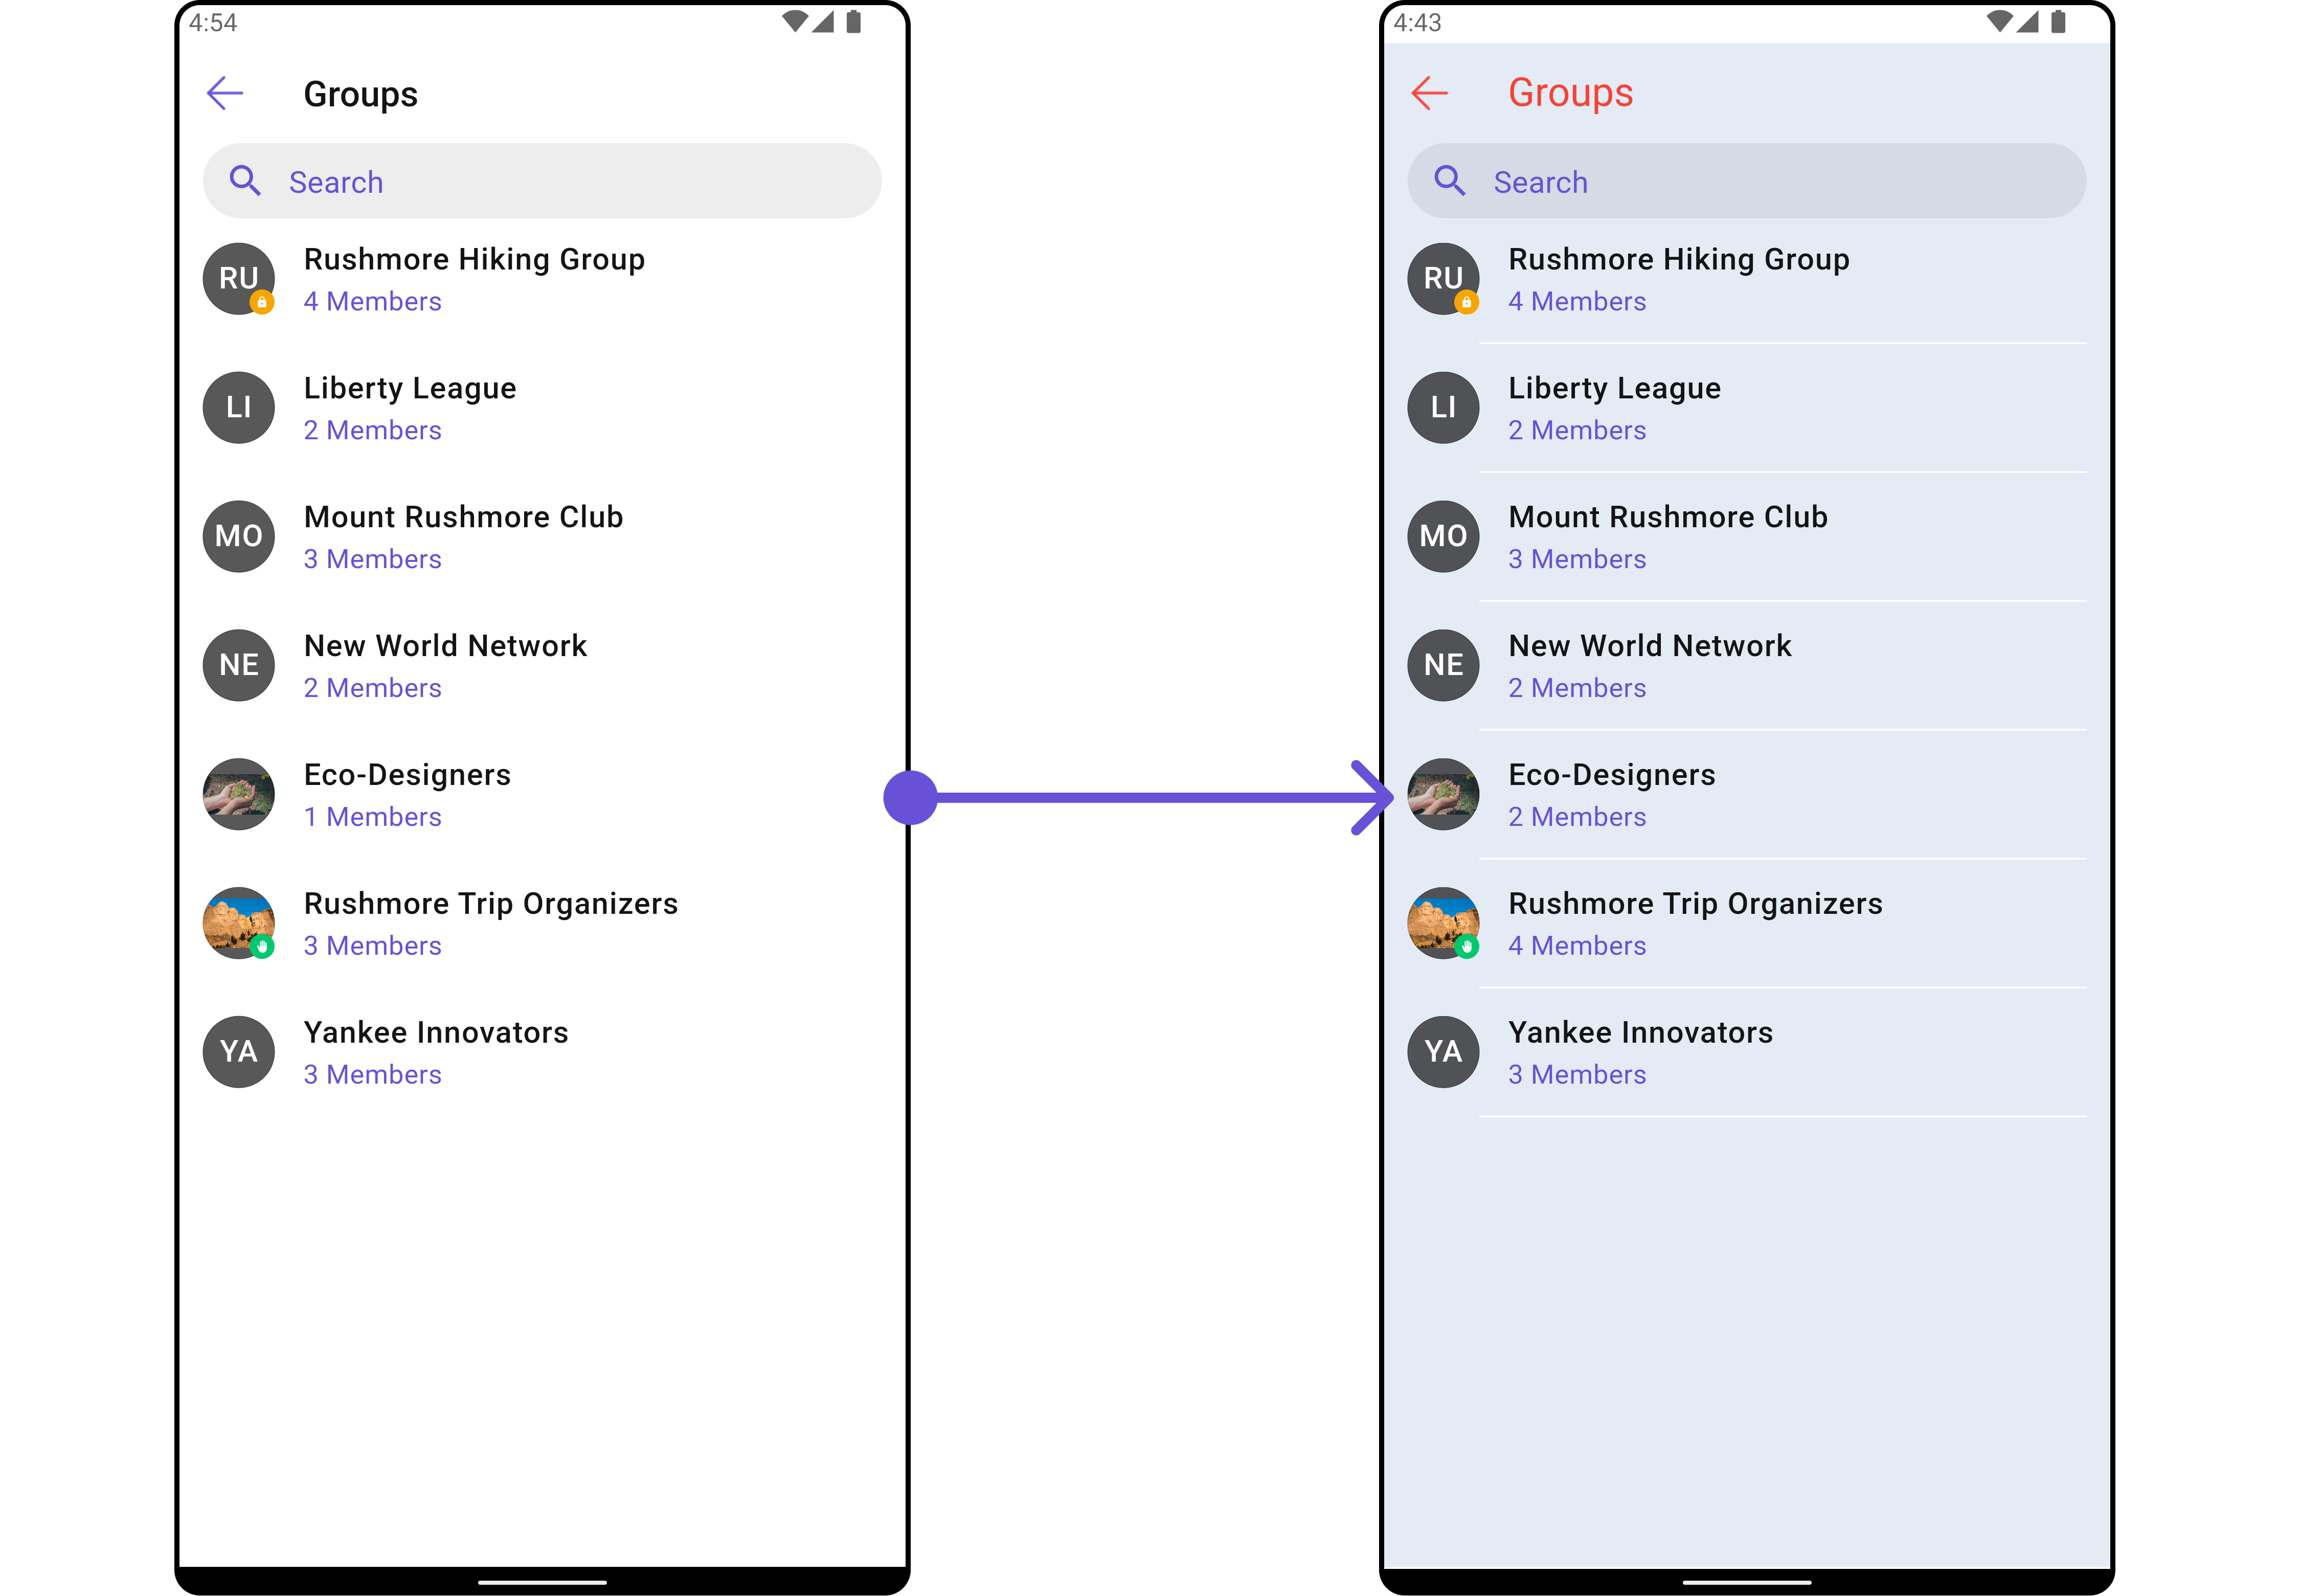 4:54
Groups
Search
RU
Rushmore Hiking Group
4 Members
LI
Liberty League
2 Members
MO
Mount Rushmore Club
3 Members
NE
New World Network
2 Members
Eco-Designers
1 Members
Rushmore Trip Organizers
3 Members
YA
Yankee Innovators
3 Members
4:43
Groups
Search
RU
Rushmore Hiking Group
4 Members
LI
Liberty League
2 Members
MO
Mount Rushmore Club
3 Members
NE
New World Network
2 Members
Eco-Designers
2 Members
Rushmore Trip Organizers
4 Members
YA
Yankee Innovators
3 Members